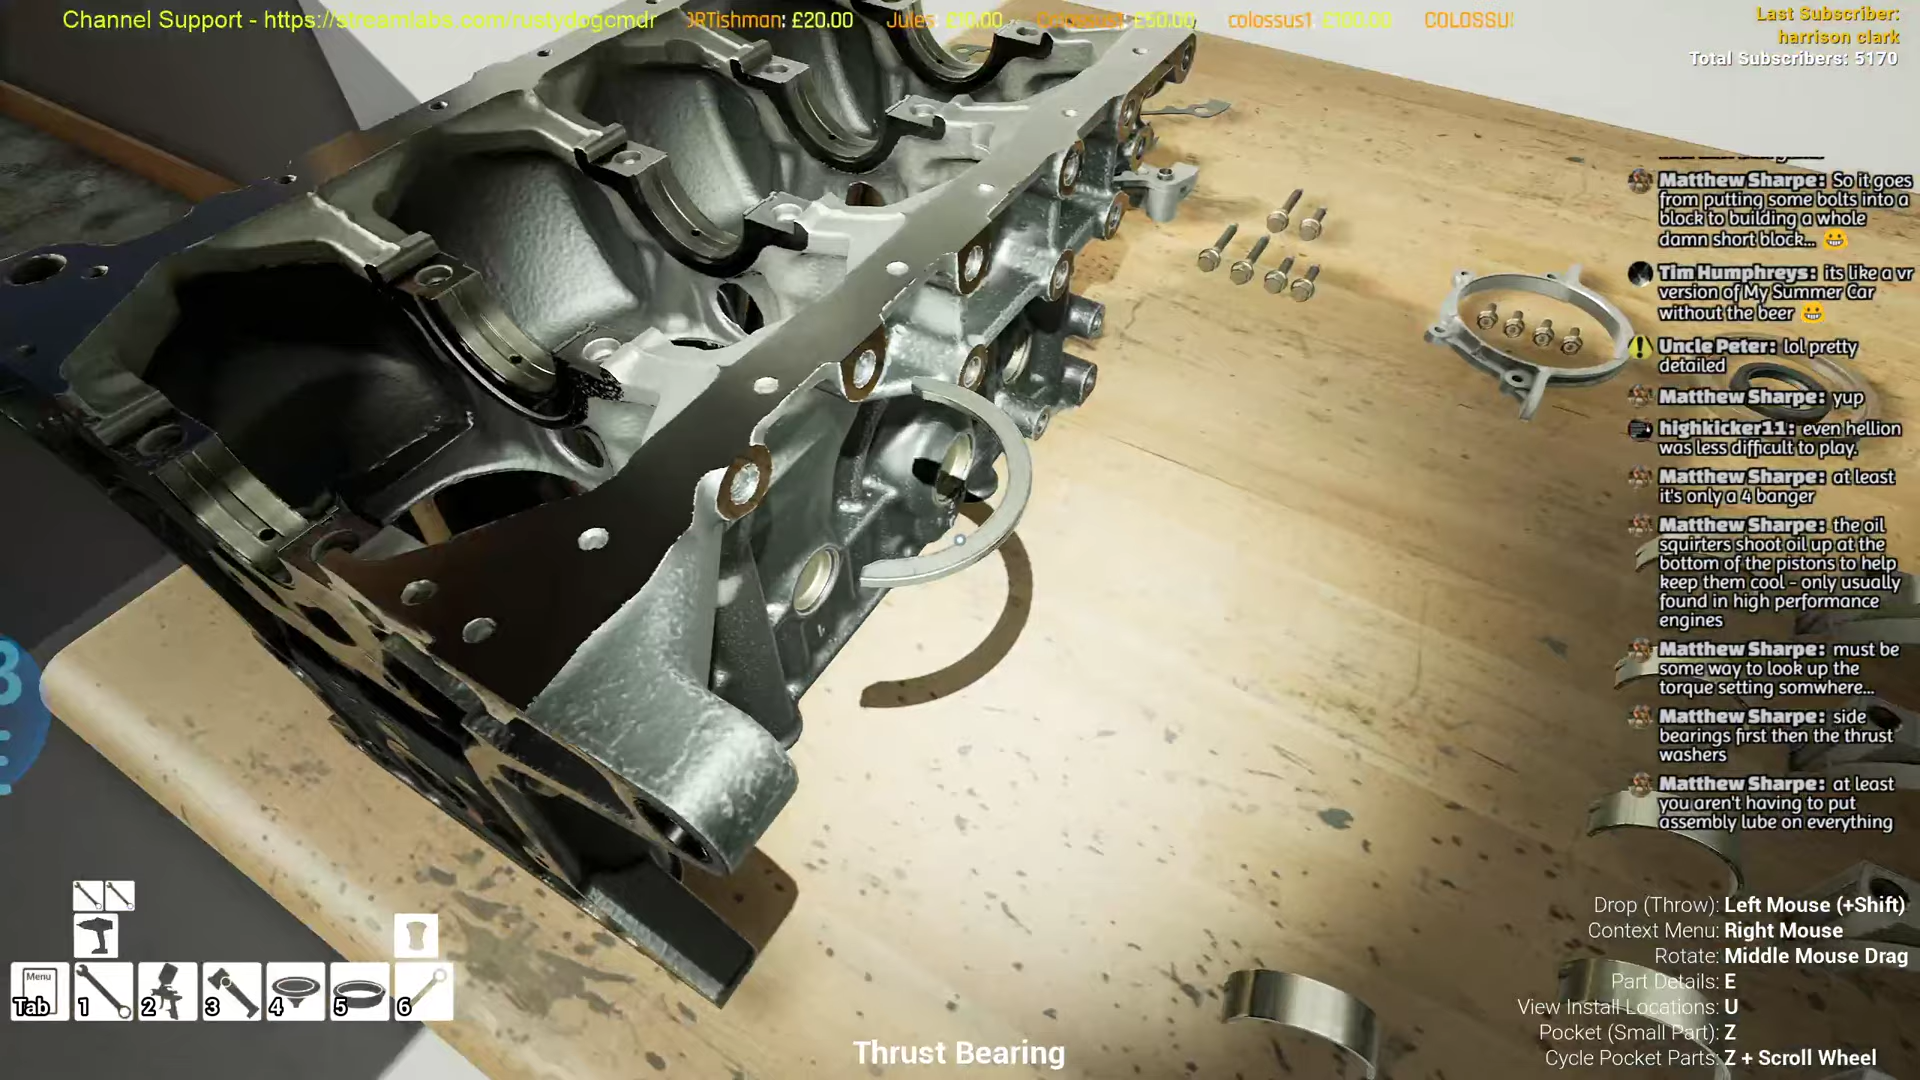 Channel Support - https://streamlabs.com/rustydogcmdr
ORTishman: £20.00 Jules: £10.00 Colossus1 £50.00 colossus1 £100.00 COLOSSU
Last Subscriber:
harrison clark
Total Subscribers: 5170
Matthew Sharpe: So it goes
from putting some bolts into a
block to building a whole
damn short block... 😀
Tim Humphreys: its like a vr
version of My Summer Car
without the beer 😀
Uncle Peter: lol pretty
detailed
Matthew Sharpe: yup
highkicker11: even hellion
was less difficult to play.
Matthew Sharpe: at least
it's only a 4 banger
Matthew Sharpe: the oil
squirters shoot oil up at the
bottom of the pistons to help
keep them cool - only usually
found in high performance
engines
Matthew Sharpe: must be
some way to look up the
torque setting somwhere...
Matthew Sharpe: side
bearings first then the thrust
washers
Matthew Sharpe: at least
you aren't having to put
assembly lube on everything
Drop (Throw): Left Mouse (+Shift)
Context Menu: Right Mouse
Rotate: Middle Mouse Drag
Part Details: E
View Install Locations: U
Pocket (Small Part): Z
Cycle Pocket Parts: Z + Scroll Wheel
Menu
Tab 1 2 3 4 5 6
Thrust Bearing